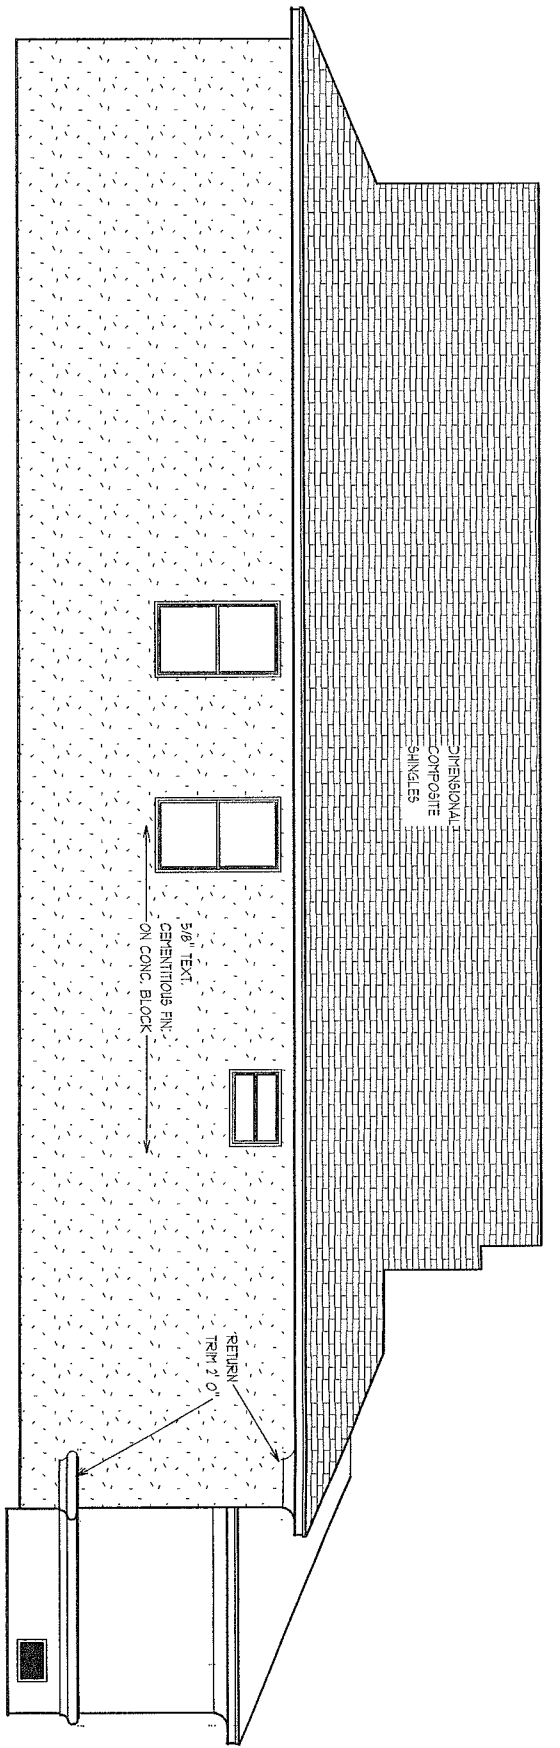 DIMENSIONAL
COMPOSITE
SHINGLES
5/8" TEXT.
CEMENTITIOUS FIN.
ON CONC. BLOCK
RETURN
TRIM 2' 0"